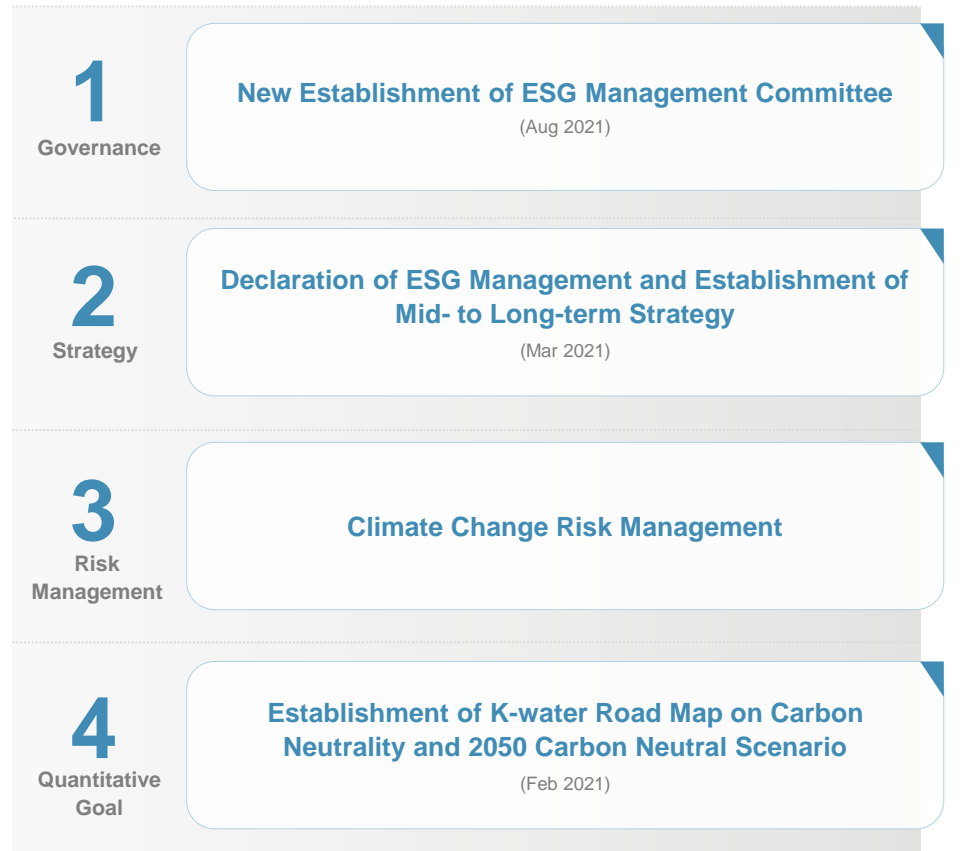 1
Governance
New Establishment of ESG Management Committee
(Aug 2021)
2
Strategy
Declaration of ESG Management and Establishment of
Mid- to Long-term Strategy
(Mar 2021)
3
Risk
Management
Climate Change Risk Management
4
Quantitative
Goal
Establishment of K-water Road Map on Carbon
Neutrality and 2050 Carbon Neutral Scenario
(Feb 2021)